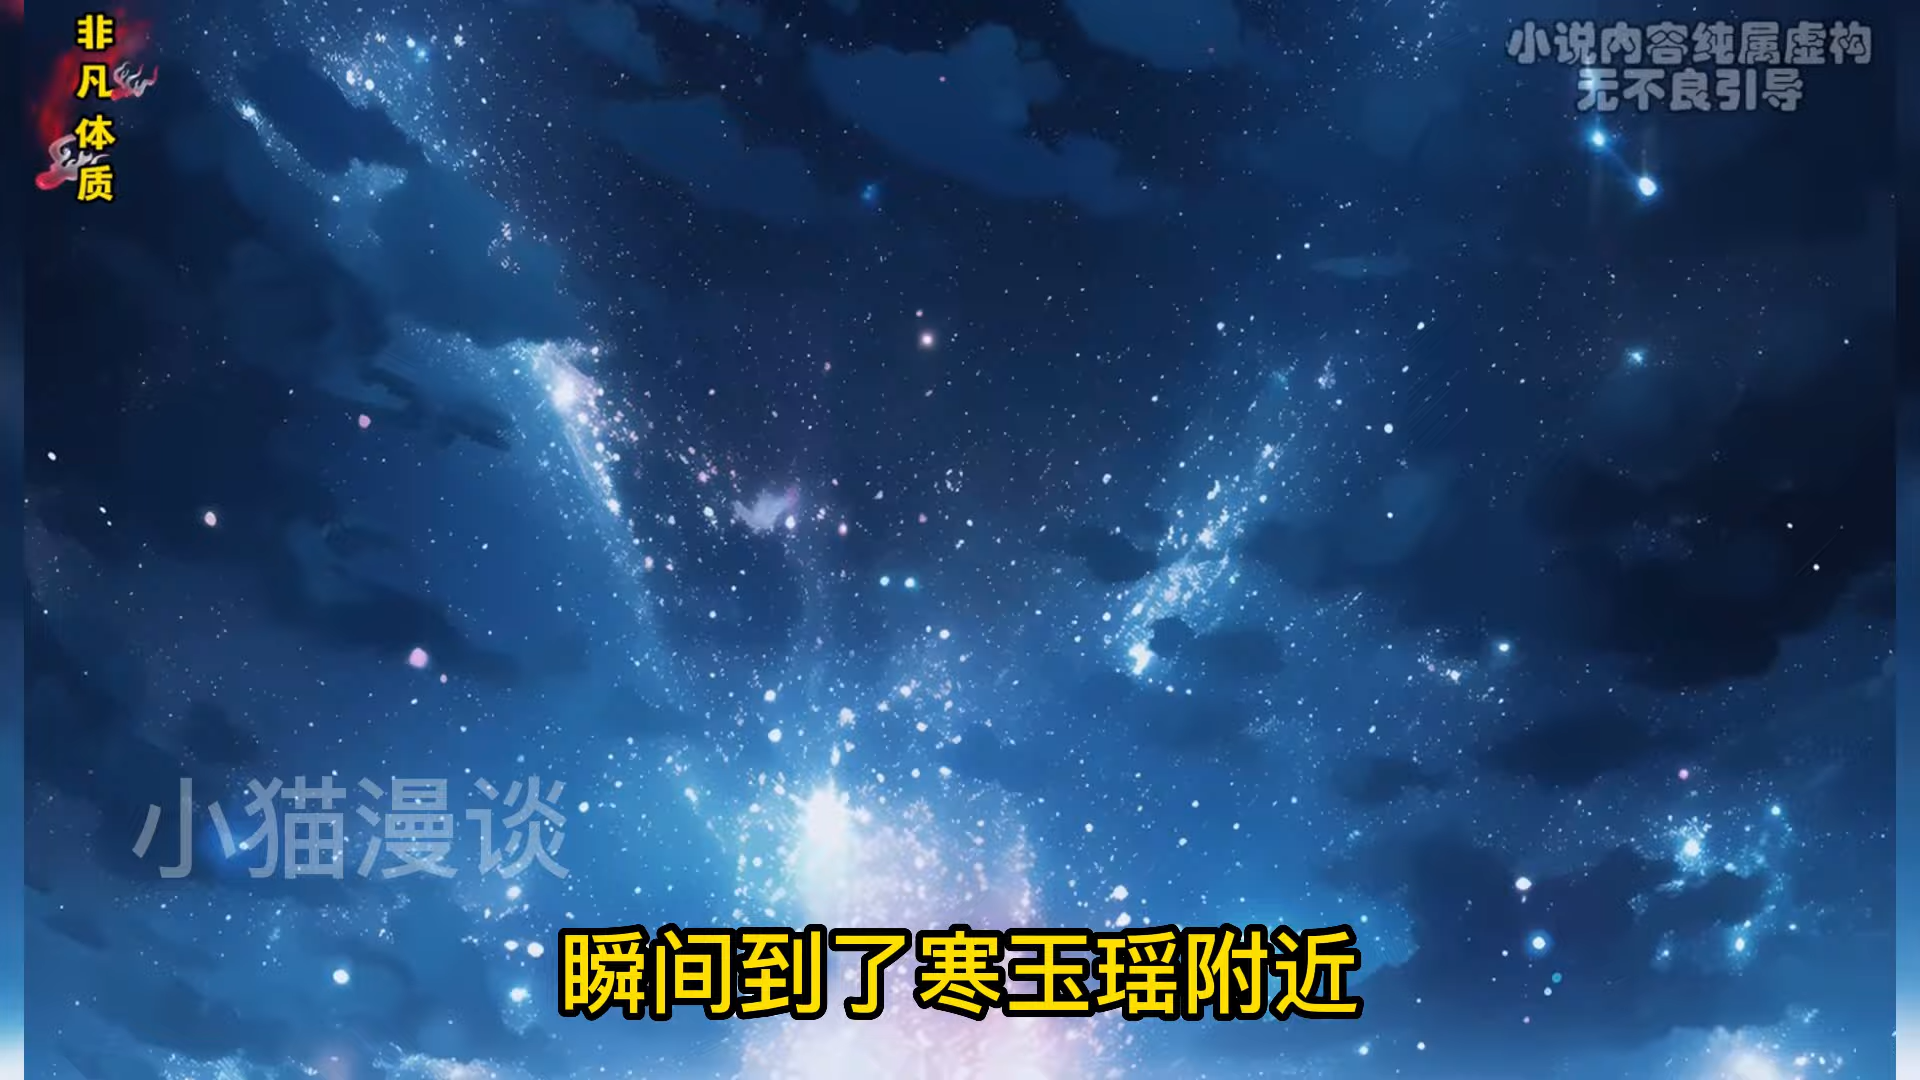 非凡体质
小说内容纯属虚构
无不良引导
小猫漫谈
瞬间到了寒玉瑶附近